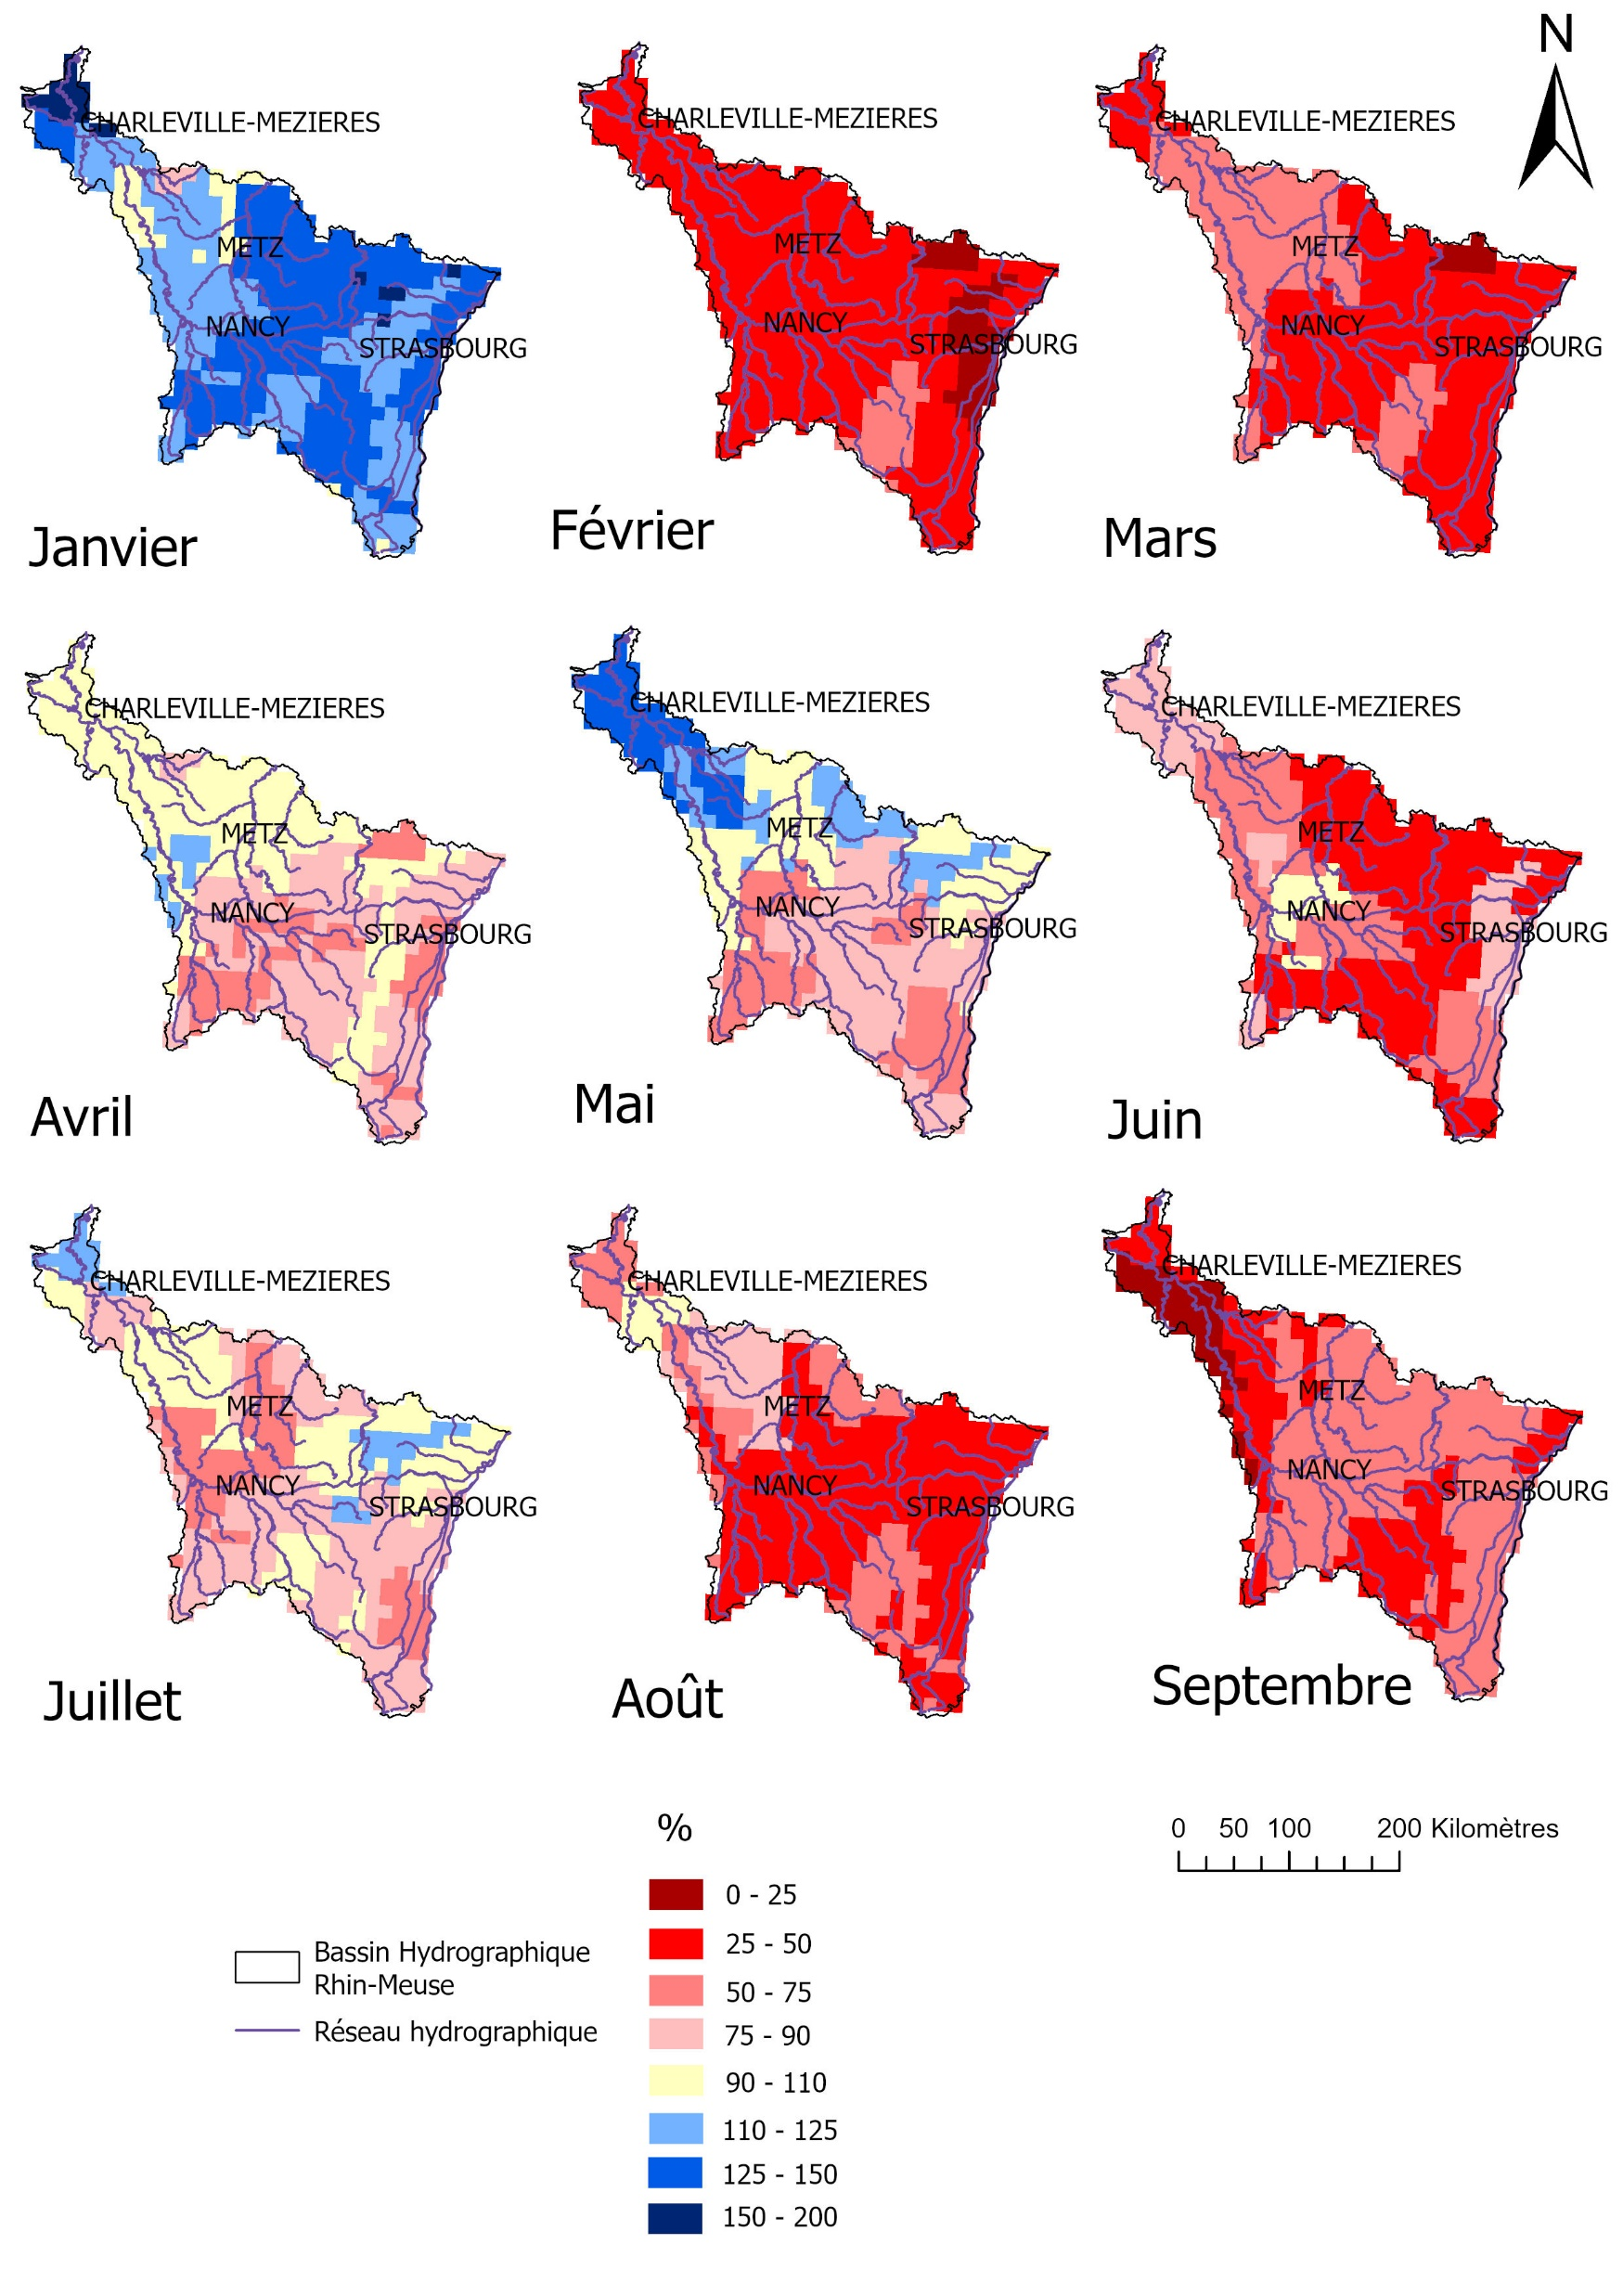 N
CHARLEVILLE-MEZIERES
METZ
NANCY
STRASBOURG
Janvier
CHARLEVILLE-MEZIERES
METZ
NANCY
STRASBOURG
Février
CHARLEVILLE-MEZIERES
METZ
NANCY
STRASBOURG
Mars
CHARLEVILLE-MEZIERES
METZ
NANCY
STRASBOURG
Avril
CHARLEVILLE-MEZIERES
METZ
NANCY
STRASBOURG
Mai
CHARLEVILLE-MEZIERES
METZ
NANCY
STRASBOURG
Juin
CHARLEVILLE-MEZIERES
METZ
NANCY
STRASBOURG
Juillet
CHARLEVILLE-MEZIERES
METZ
NANCY
STRASBOURG
Août
CHARLEVILLE-MEZIERES
METZ
NANCY
STRASBOURG
Septembre
Bassin Hydrographique
Rhin-Meuse
Réseau hydrographique
%
0 - 25
25 - 50
50 - 75
75 - 90
90 - 110
110 - 125
125 - 150
150 - 200
0 50 100 200 Kilomètres